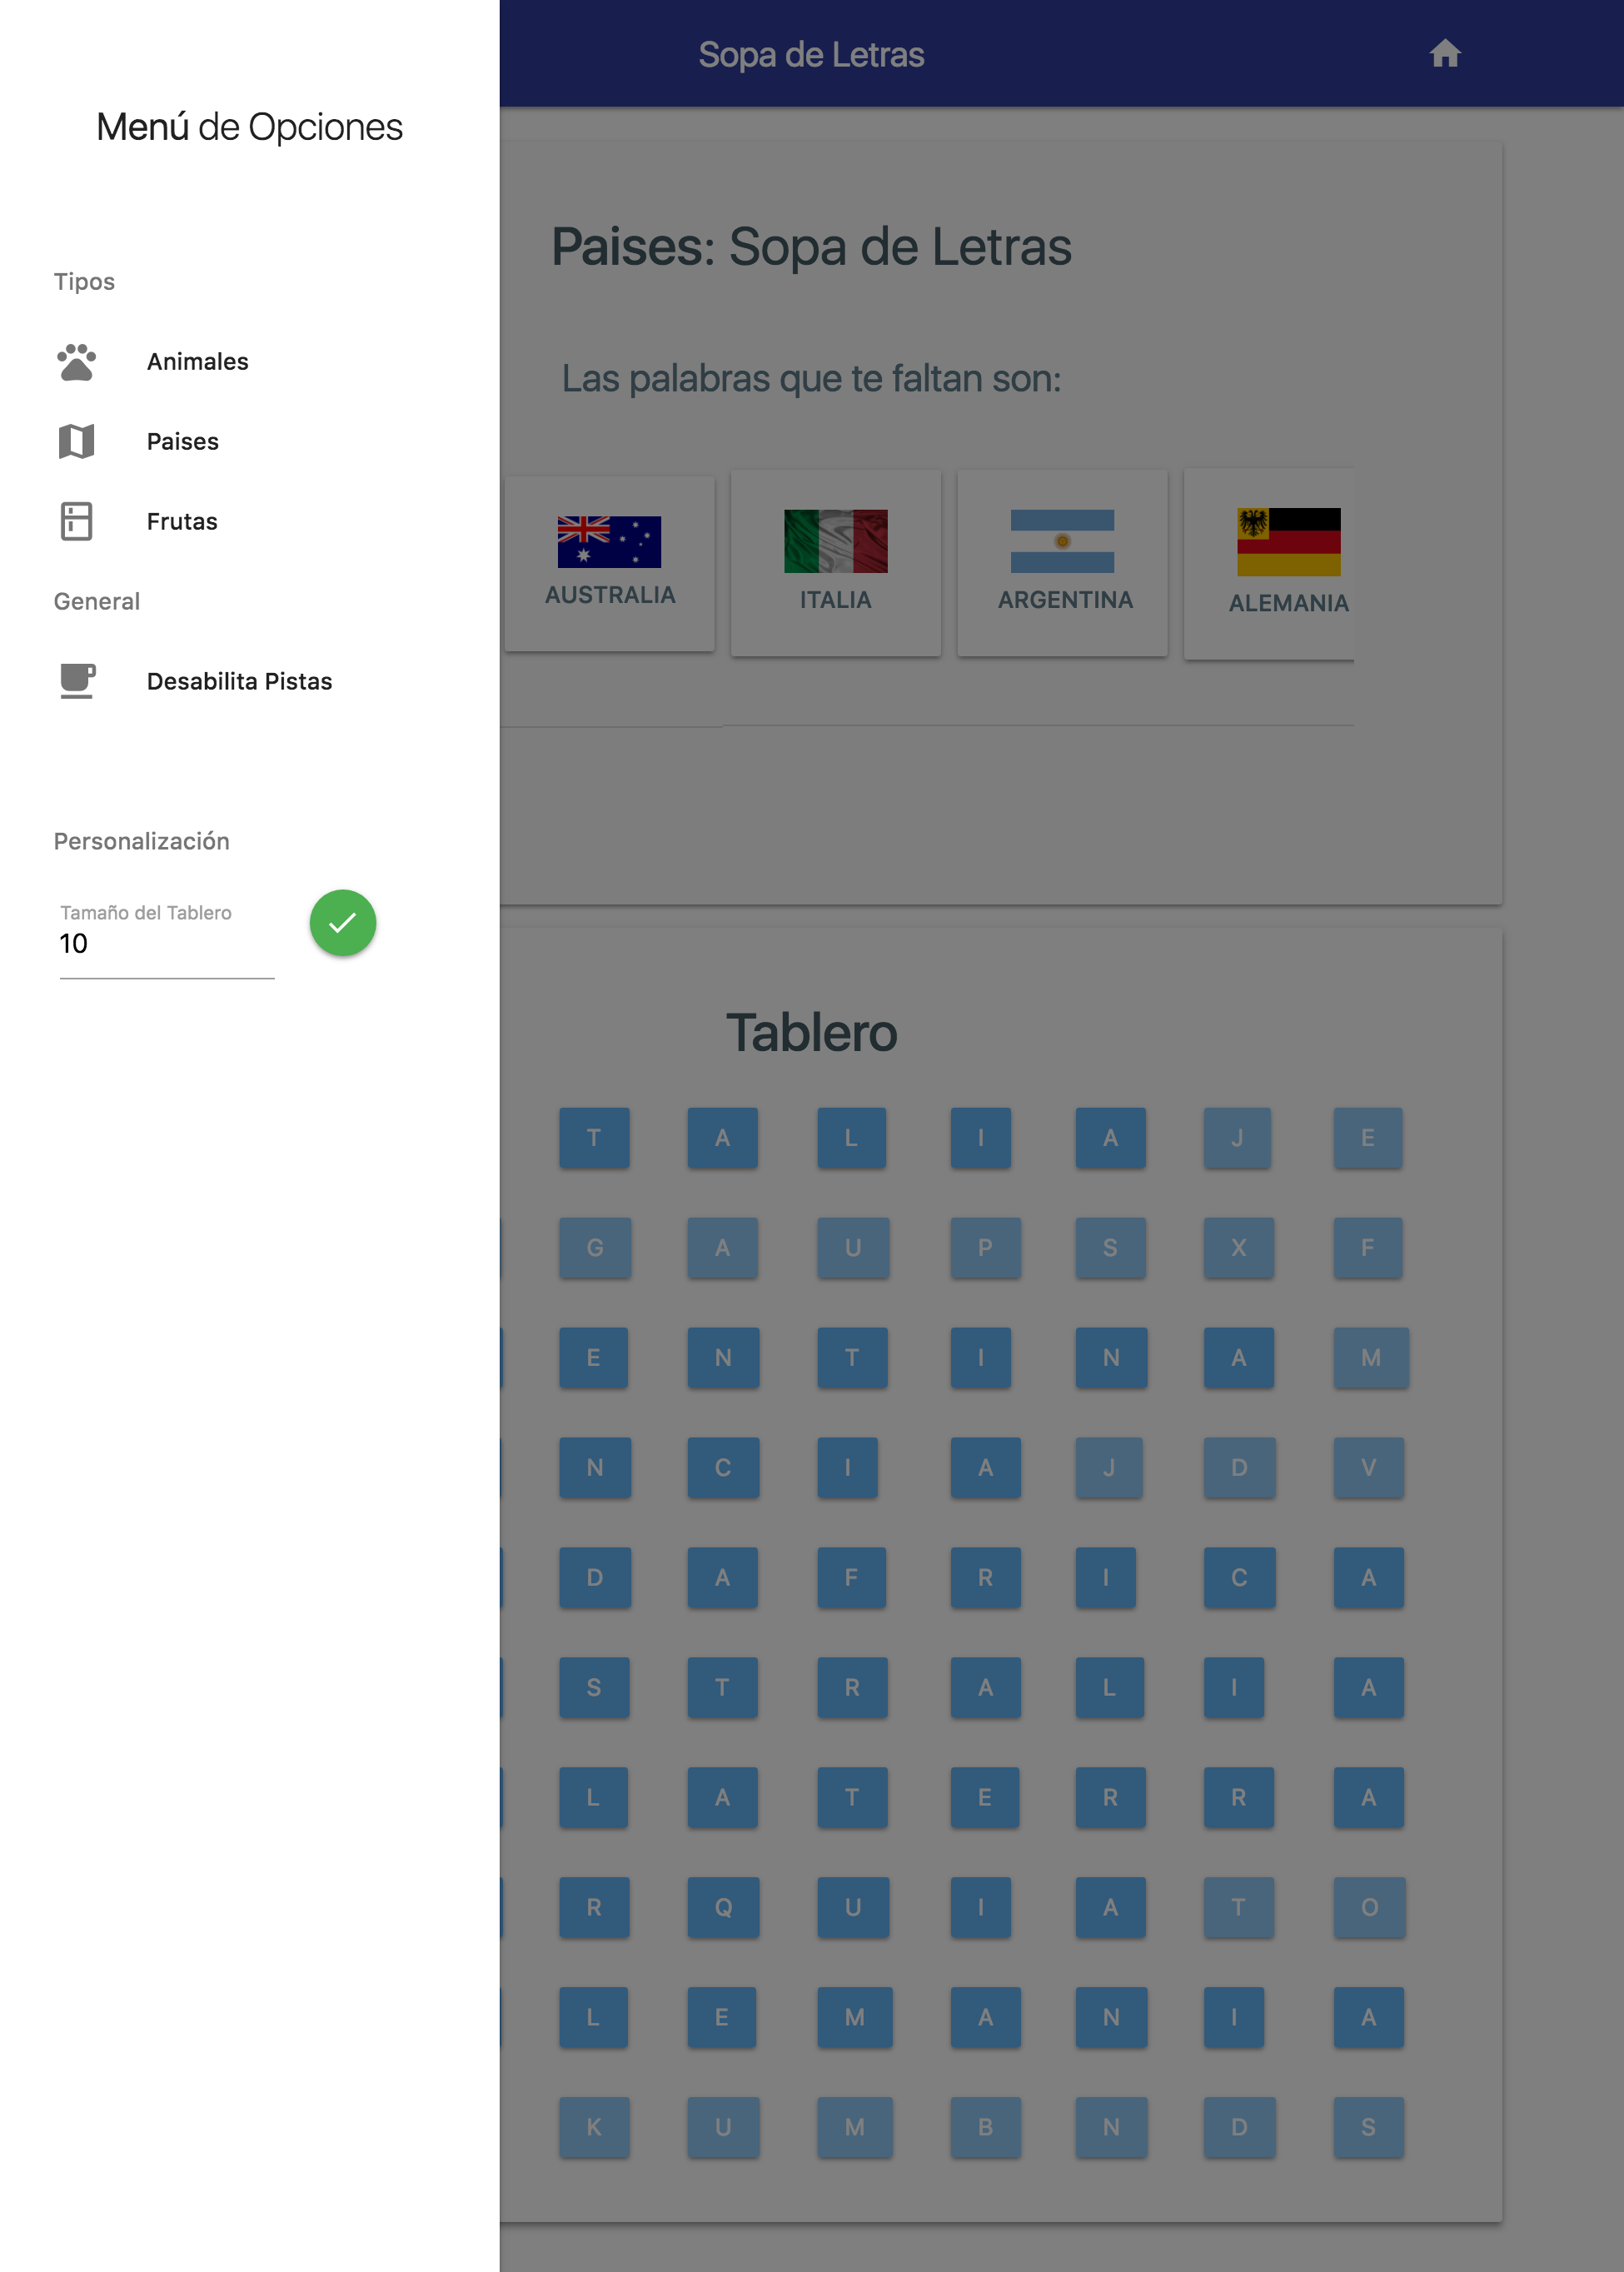 Menú de Opciones
Tipos
Animales
Paises
Frutas
General
Desabilita Pistas
Personalización
Tamaño del Tablero
10
Sopa de Letras
Paises: Sopa de Letras
Las palabras que te faltan son:
AUSTRALIA ITALIA ARGENTINA ALEMANIA
Tablero
T A L I A J E
G A U P S X F
E N T I N A M
N C I A J D V
D A F R I C A
S T R A L I A
L A T E R R A
R Q U I A T O
L E M A N I A
K U M B N D S